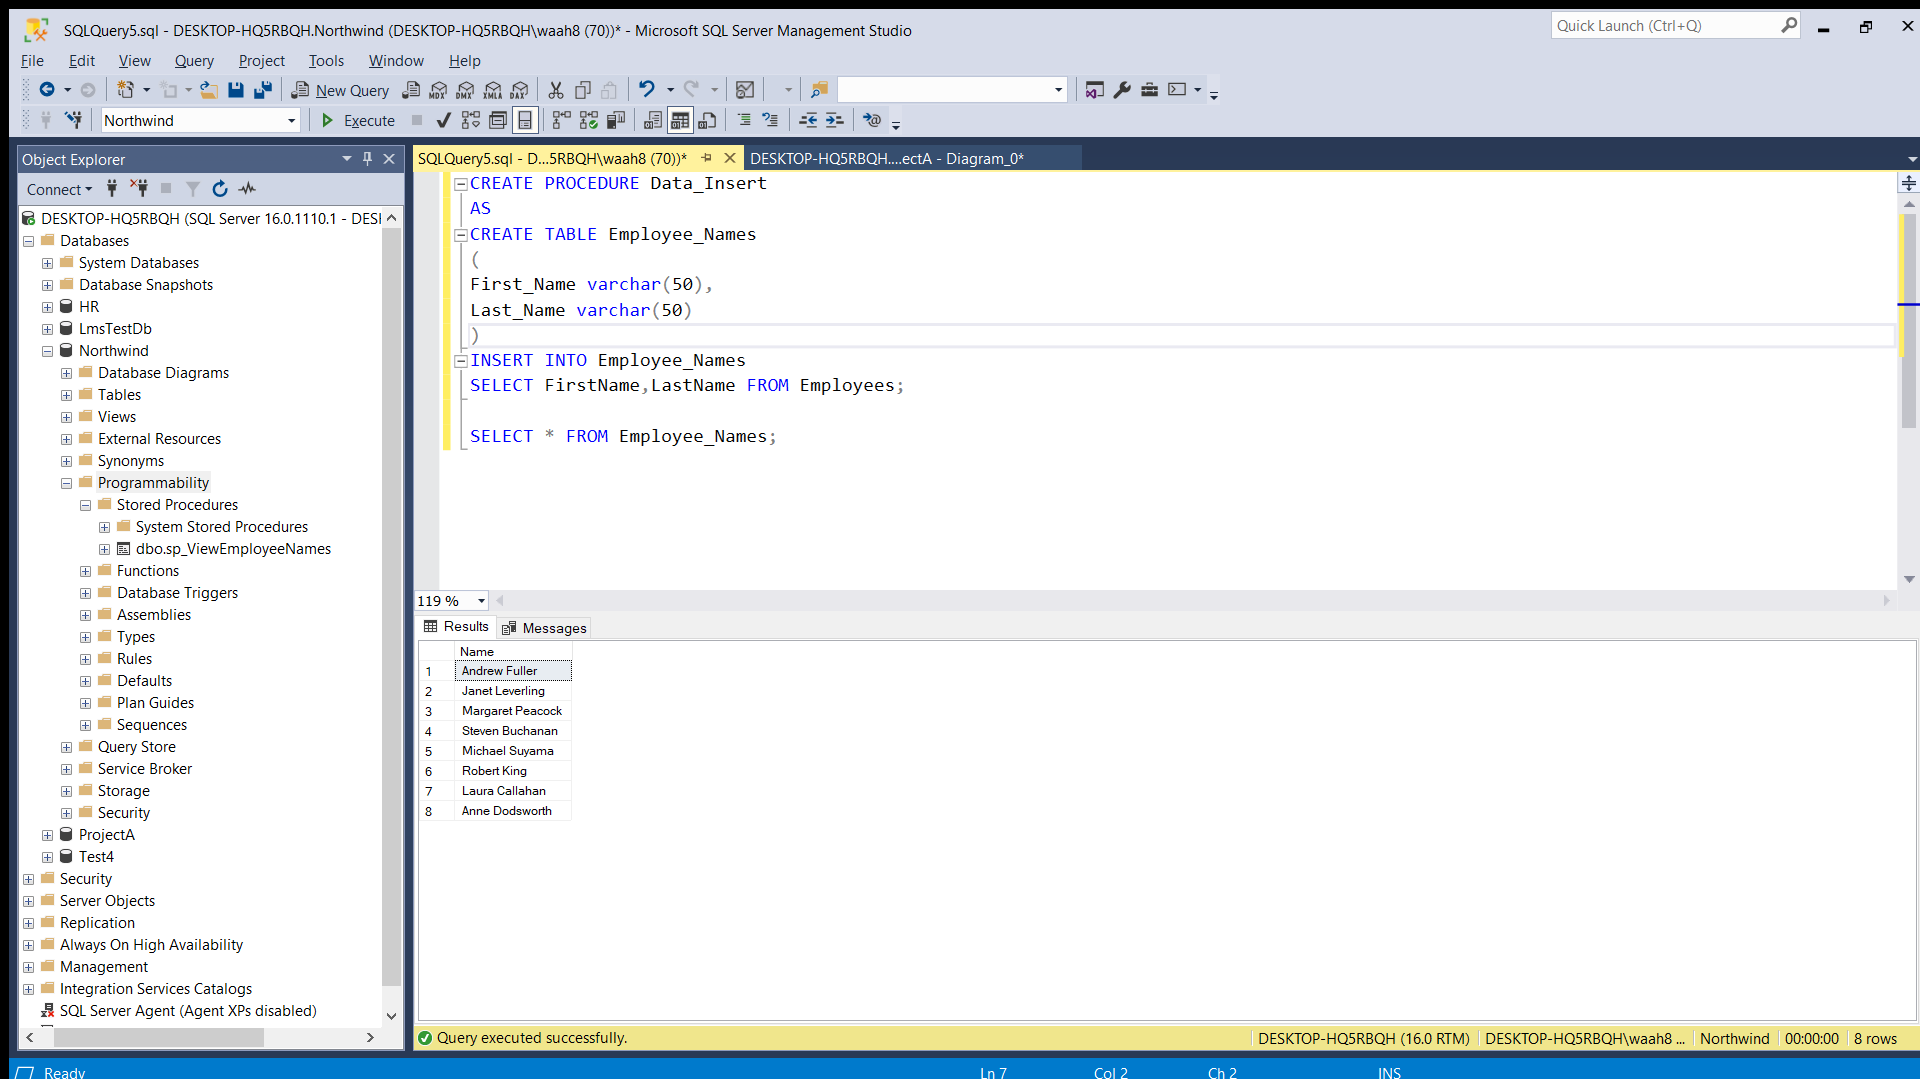 SQLQuery5.sql - DESKTOP-HQ5RBQH.Northwind (DESKTOP-HQ5RBQH\waah8 (70))* - Microsoft SQL Server Management Studio
Quick Launch (Ctrl+Q)
File Edit View Query Project Tools Window Help
New Query MDX DMX XMLA DAX
Northwind Execute
Object Explorer
Connect
DESKTOP-HQ5RBQH (SQL Server 16.0.1110.1 - DESI
Databases
System Databases
Database Snapshots
HR
LmsTestDb
Northwind
Database Diagrams
Tables
Views
External Resources
Synonyms
Programmability
Stored Procedures
System Stored Procedures
dbo.sp_ViewEmployeeNames
Functions
Database Triggers
Assemblies
Types
Rules
Defaults
Plan Guides
Sequences
Query Store
Service Broker
Storage
Security
ProjectA
Test4
Security
Server Objects
Replication
Always On High Availability
Management
Integration Services Catalogs
SQL Server Agent (Agent XPs disabled)
SQLQuery5.sql - D...5RBQH\waah8 (70))* DESKTOP-HQ5RBQH....ectA - Diagram_0*
CREATE PROCEDURE Data_Insert
AS
CREATE TABLE Employee_Names
(
First_Name varchar(50),
Last_Name varchar(50)
)
INSERT INTO Employee_Names
SELECT FirstName,LastName FROM Employees;
SELECT * FROM Employee_Names;
119 %
Results Messages
Name
1 Andrew Fuller
2 Janet Leverling
3 Margaret Peacock
4 Steven Buchanan
5 Michael Suyama
6 Robert King
7 Laura Callahan
8 Anne Dodsworth
Query executed successfully. DESKTOP-HQ5RBQH (16.0 RTM) DESKTOP-HQ5RBQH\waah8 ... Northwind 00:00:00 8 rows
Ready Ln 7 Col 2 Ch 2 INS